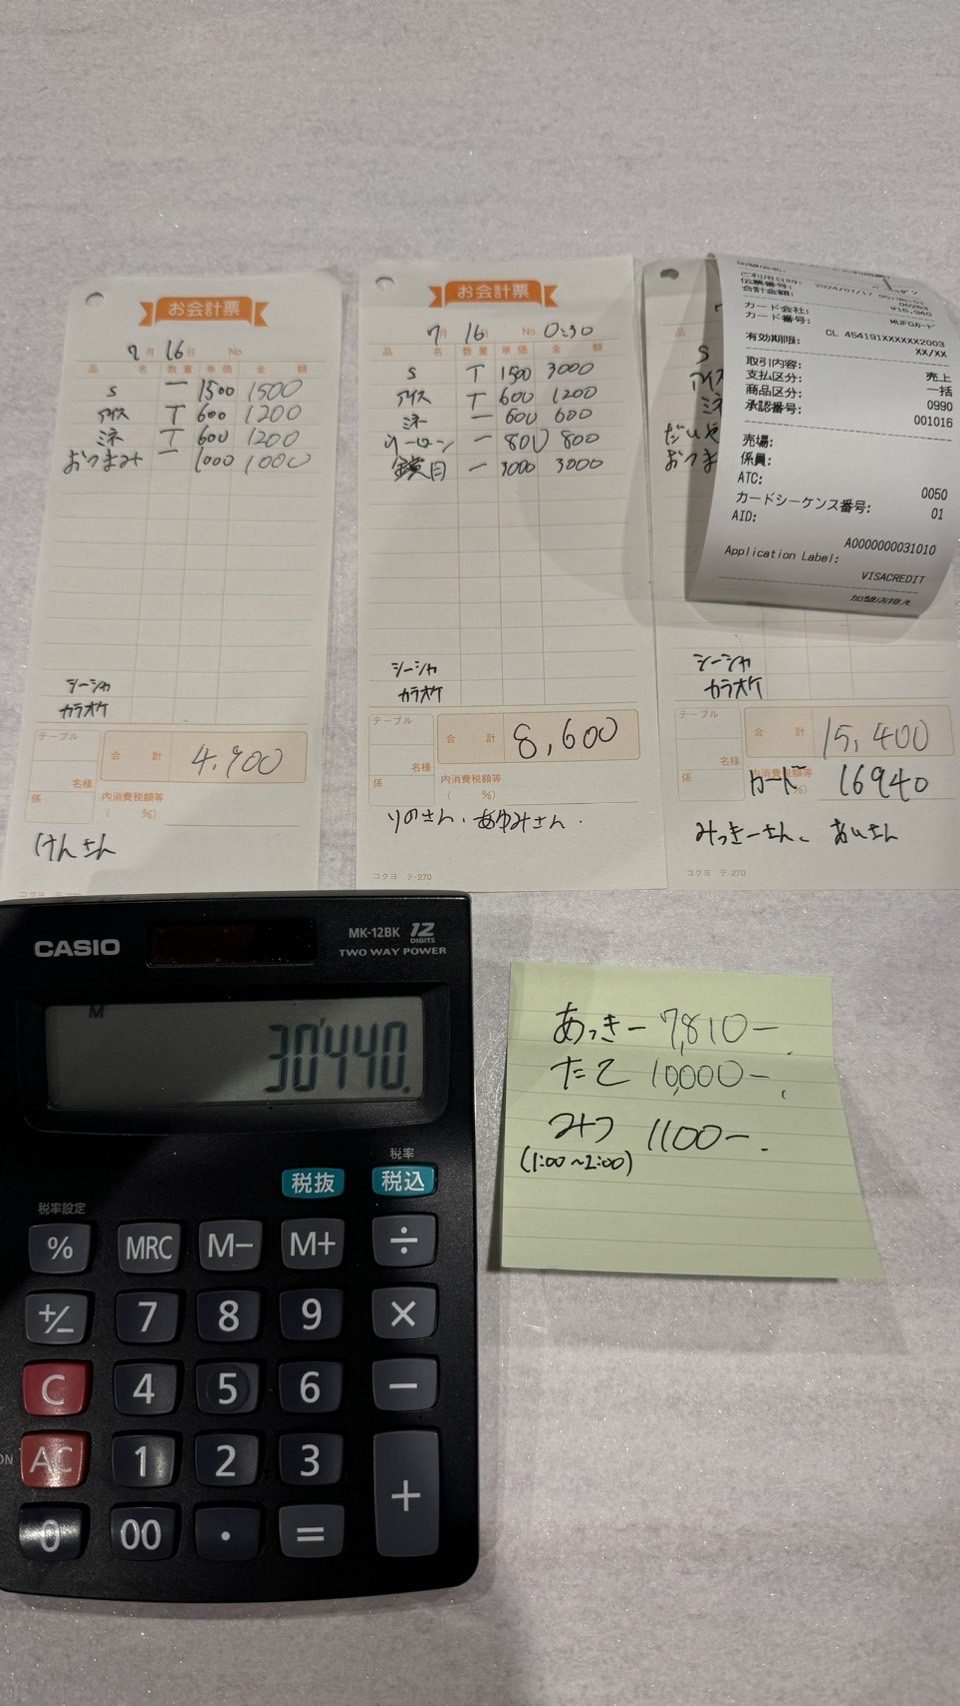 お会計票
7月 16日 No.
品 名 数量 単価 金 額
S 一 1500 1500
アイス T 600 1200
ミネ T 600 1200
おつまみ 一 1000 1000
シーシャ
カラオケ
テーブル
名様
係
合 計 4,900
内消費税額等
( %)
けんさん
お会計票
7月 16日 No. 0:30
品 名 数量 単価 金 額
S T 1500 3000
アイス T 600 1200
ミネ 一 600 600
ウーロン 一 800 800
鏡月 一 3000 3000
シーシャ
カラオケ
テーブル
名様
係
合 計 8,600
内消費税額等
( %)
りのさん、あゆみさん.
コクヨ テ-270
S
アイス
ミネ
だいや
おつま
シーシャ
カラオケ
テーブル
名様
係
合 計 15,400
カード 16940
みっきーさん、あいさん
コクヨ テ-270
ご利用日時: 2024/07/17
伝票番号: 00203
合計金額: ¥16,940
カード会社: MUFGカード
カード番号:
CL 454191XXXXXX2003
有効期限: XX/XX
取引内容: 売上
支払区分: 一括
商品区分: 0990
承認番号: 001016
売場:
係員:
ATC: 0050
カードシーケンス番号: 01
AID:
A0000000031010
Application Label:
VISACREDIT
加盟店控え
CASIO MK-12BK 12 DIGITS
TWO WAY POWER
M
30'440.
税率
税抜 税込
税率設定
% MRC M− M+ ÷
+/− 7 8 9 ×
C 4 5 6 −
ON AC 1 2 3 +
0 00 · =
あっきー 7,810−
たて 10,000−
みつ 1100−.
(1:00~2:00)